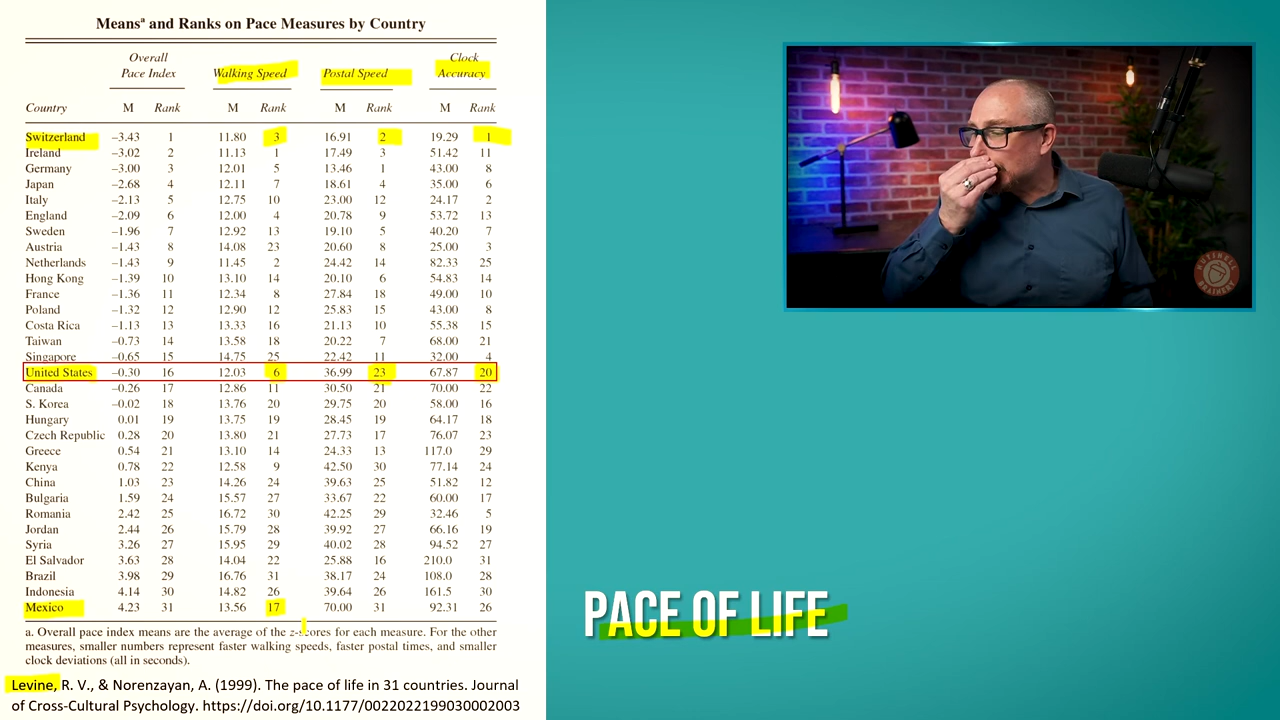 Means^a and Ranks on Pace Measures by Country
Overall Pace Index Walking Speed Postal Speed Clock Accuracy
Country M Rank M Rank M Rank M Rank
Switzerland –3.43 1 11.80 3 16.91 2 19.29 1
Ireland –3.02 2 11.13 1 17.49 3 51.42 11
Germany –3.00 3 12.01 5 13.46 1 43.00 8
Japan –2.68 4 12.11 7 18.61 4 35.00 6
Italy –2.13 5 12.75 10 23.00 12 24.17 2
England –2.09 6 12.00 4 20.78 9 53.72 13
Sweden –1.96 7 12.92 13 19.10 5 40.20 7
Austria –1.43 8 14.08 23 20.60 8 25.00 3
Netherlands –1.43 9 11.45 2 24.42 14 82.33 25
Hong Kong –1.39 10 13.10 14 20.10 6 54.83 14
France –1.36 11 12.34 8 27.84 18 49.00 10
Poland –1.32 12 12.90 12 25.83 15 43.00 8
Costa Rica –1.13 13 13.33 16 21.13 10 55.38 15
Taiwan –0.73 14 13.58 18 20.22 7 68.00 21
Singapore –0.65 15 14.75 25 22.42 11 32.00 4
United States –0.30 16 12.03 6 36.99 23 67.87 20
Canada –0.26 17 12.86 11 30.50 21 70.00 22
S. Korea –0.02 18 13.76 20 29.75 20 58.00 16
Hungary 0.01 19 13.75 19 28.45 19 64.17 18
Czech Republic 0.28 20 13.80 21 27.73 17 76.07 23
Greece 0.54 21 13.10 14 24.33 13 117.0 29
Kenya 0.78 22 12.58 9 42.50 30 77.14 24
China 1.03 23 14.26 24 39.63 25 51.82 12
Bulgaria 1.59 24 15.57 27 33.67 22 60.00 17
Romania 2.42 25 16.72 30 42.25 29 32.46 5
Jordan 2.44 26 15.79 28 39.92 27 66.16 19
Syria 3.26 27 15.95 29 40.02 28 94.52 27
El Salvador 3.63 28 14.04 22 25.88 16 210.0 31
Brazil 3.98 29 16.76 31 38.17 24 108.0 28
Indonesia 4.14 30 14.82 26 39.64 26 161.5 30
Mexico 4.23 31 13.56 17 70.00 31 92.31 26
a. Overall pace index means are the average of the z-scores for each measure. For the other
measures, smaller numbers represent faster walking speeds, faster postal times, and smaller
clock deviations (all in seconds).
Levine, R. V., & Norenzayan, A. (1999). The pace of life in 31 countries. Journal
of Cross-Cultural Psychology. https://doi.org/10.1177/0022022199030002003
PACE OF LIFE